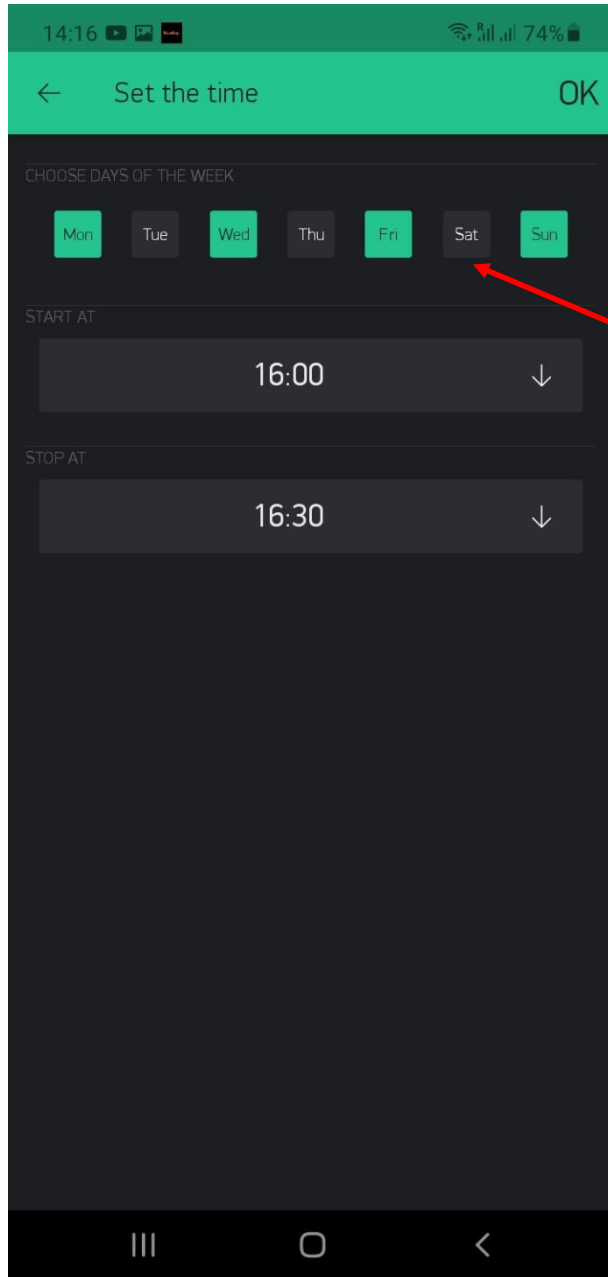 14:16 74%
Set the time OK
CHOOSE DAYS OF THE WEEK
Mon Tue Wed Thu Fri Sat Sun
START AT
16:00
STOP AT
16:30